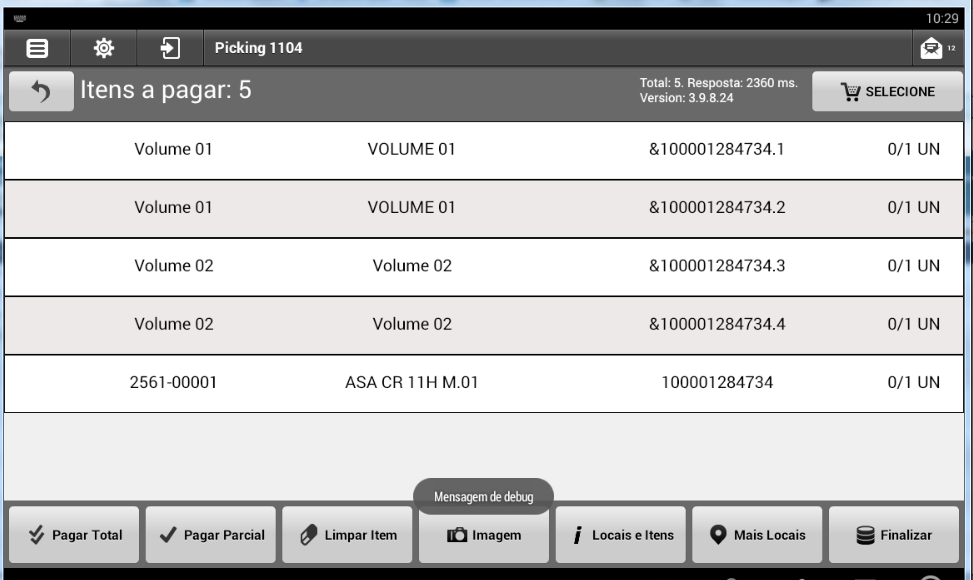 10:29
Picking 1104
12
Itens a pagar: 5
Total: 5. Resposta: 2360 ms.
Version: 3.9.8.24
SELECIONE
Volume 01 VOLUME 01 &100001284734.1 0/1 UN
Volume 01 VOLUME 01 &100001284734.2 0/1 UN
Volume 02 Volume 02 &100001284734.3 0/1 UN
Volume 02 Volume 02 &100001284734.4 0/1 UN
2561-00001 ASA CR 11H M.01 100001284734 0/1 UN
Mensagem de debug
Pagar Total Pagar Parcial Limpar Item Imagem Locais e Itens Mais Locais Finalizar